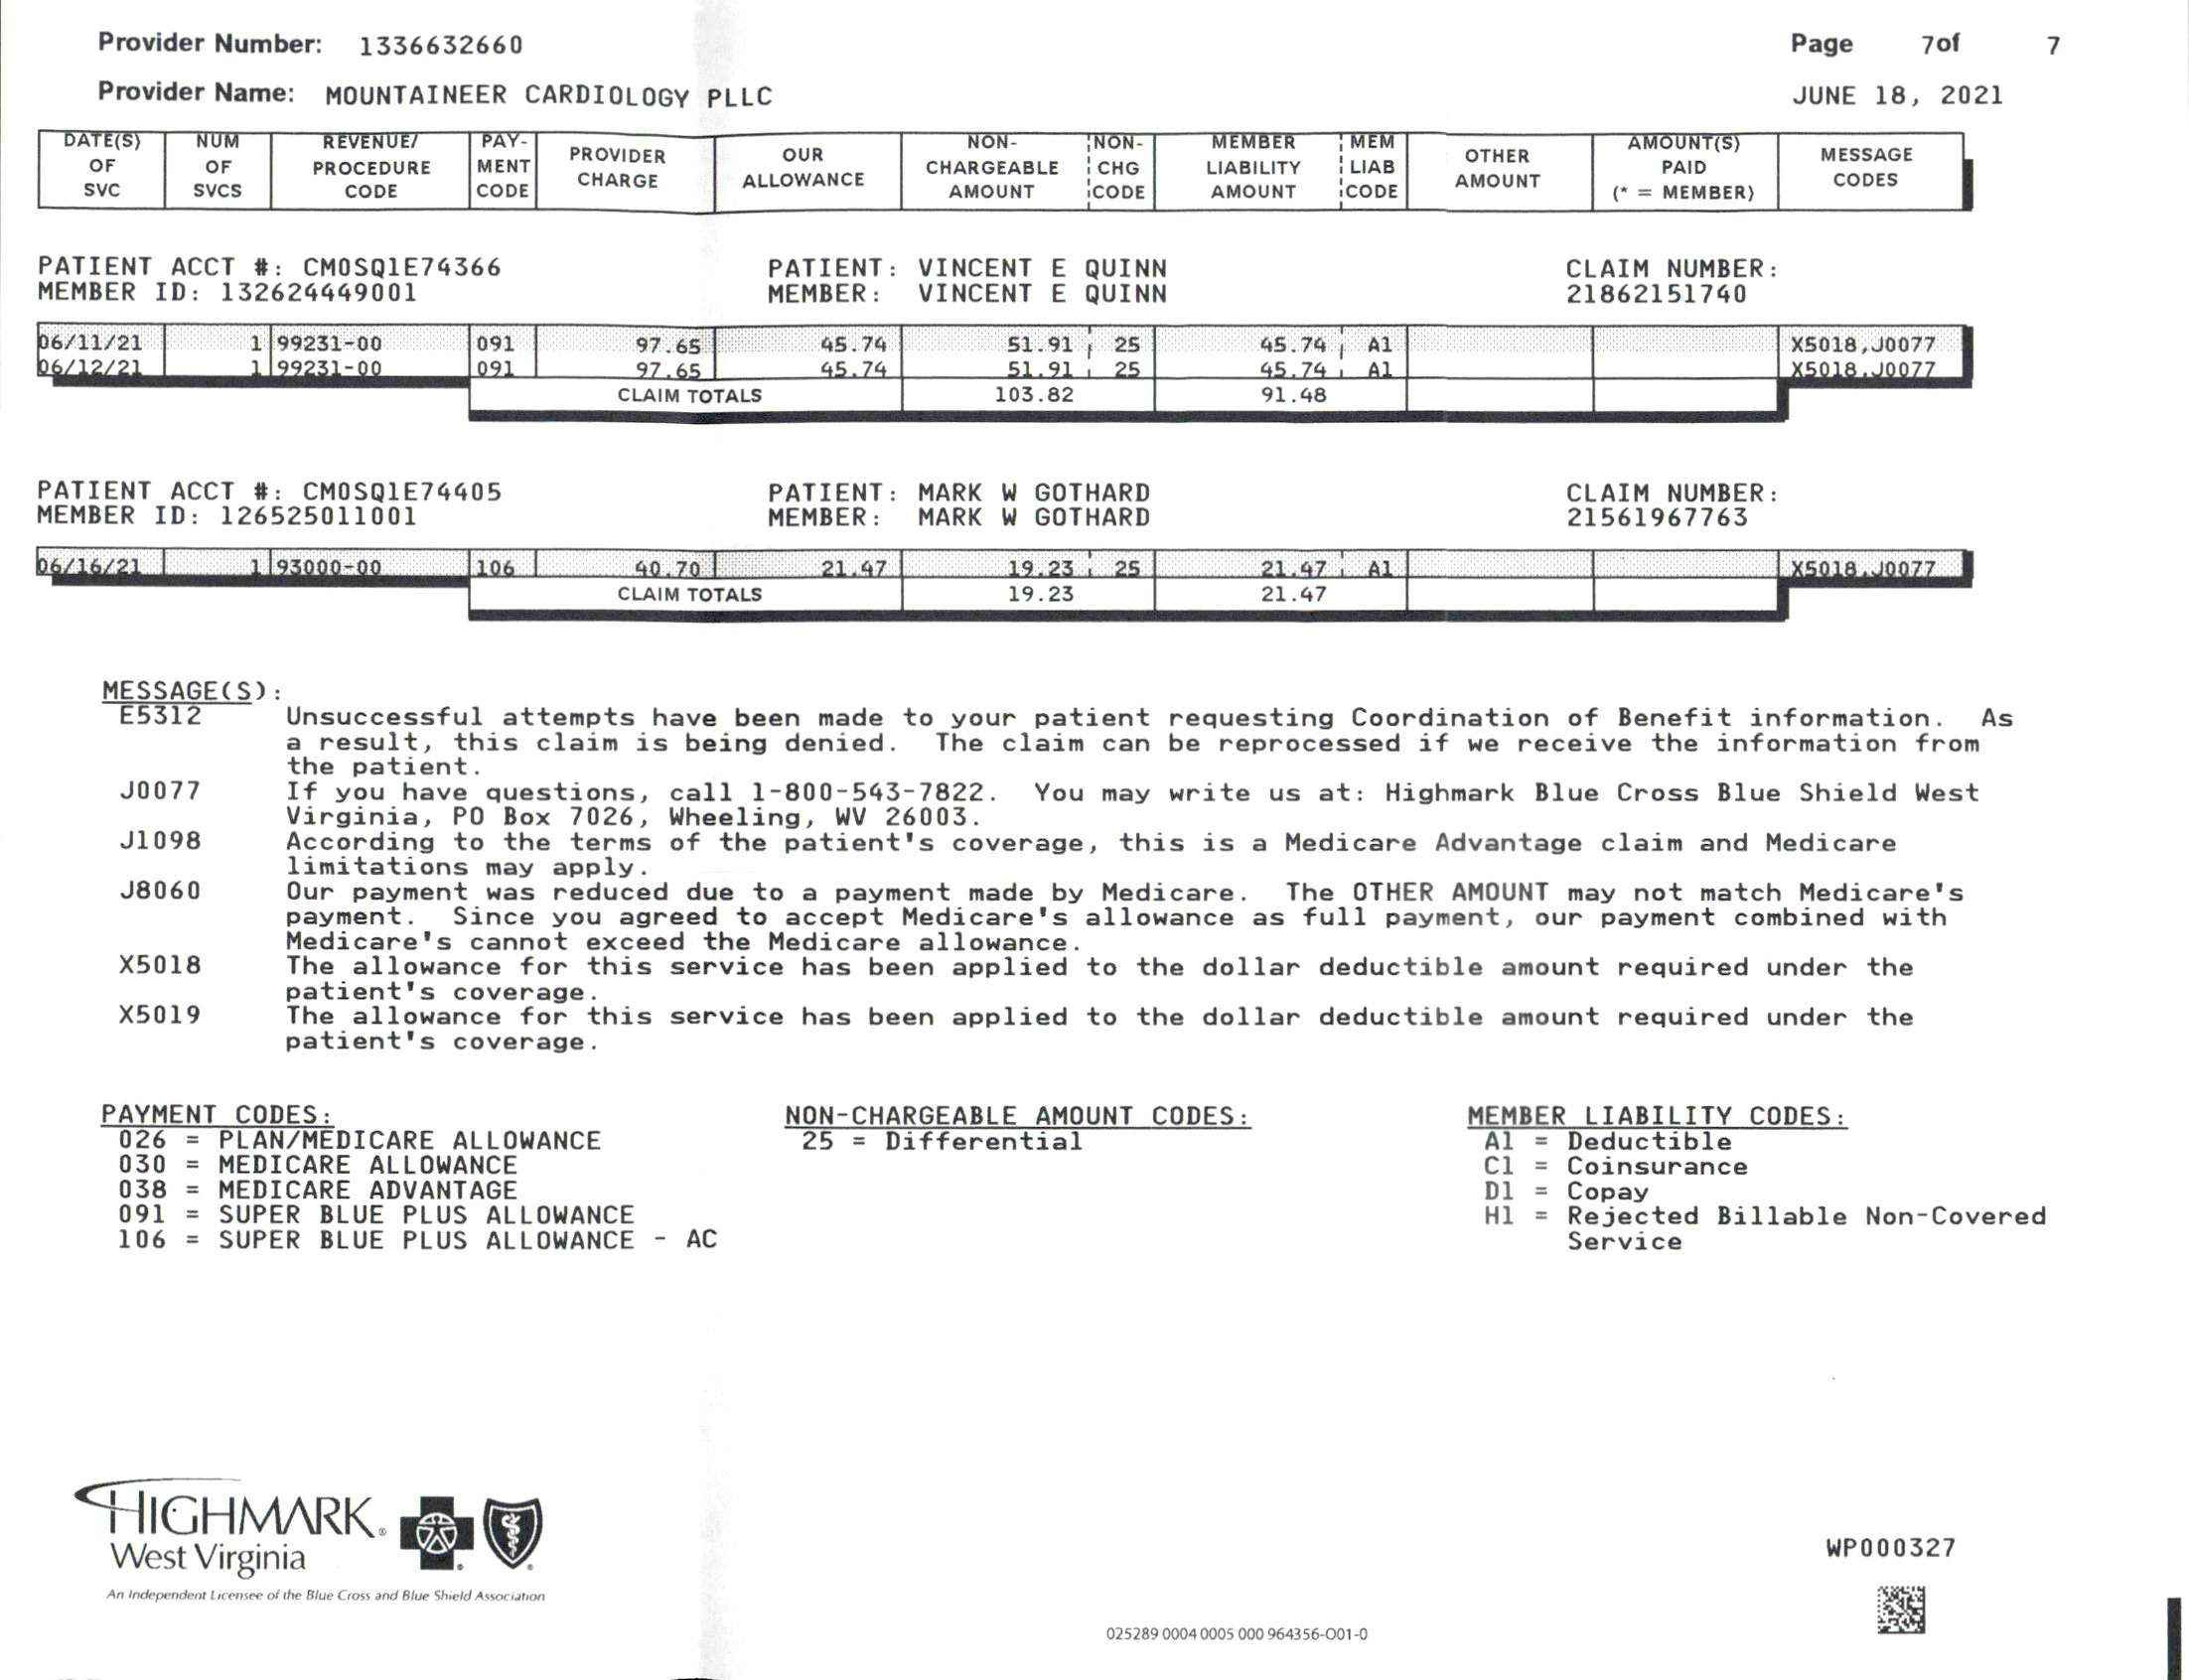 Provider Number: 1336632660 Page 7of 7
Provider Name: MOUNTAINEER CARDIOLOGY PLLC JUNE 18, 2021
DATE(S) OF SVC NUM OF SVCS REVENUE/ PROCEDURE CODE PAY- MENT CODE PROVIDER CHARGE OUR ALLOWANCE NON- CHARGEABLE AMOUNT NON- CHG CODE MEMBER LIABILITY AMOUNT MEM LIAB CODE OTHER AMOUNT AMOUNT(S) PAID (* = MEMBER) MESSAGE CODES
PATIENT ACCT #: CMOSQ1E74366 PATIENT: VINCENT E QUINN CLAIM NUMBER:
MEMBER ID: 132624449001 MEMBER: VINCENT E QUINN 21862151740
06/11/21 1 99231-00 091 97.65 45.74 51.91 25 45.74 A1 X5018,J0077
06/12/21 1 99231-00 091 97.65 45.74 51.91 25 45.74 A1 X5018,J0077
CLAIM TOTALS 103.82 91.48
PATIENT ACCT #: CMOSQ1E74405 PATIENT: MARK W GOTHARD CLAIM NUMBER:
MEMBER ID: 126525011001 MEMBER: MARK W GOTHARD 21561967763
06/16/21 1 93000-00 106 40.70 21.47 19.23 25 21.47 A1 X5018,J0077
CLAIM TOTALS 19.23 21.47
MESSAGE(S):
E5312 Unsuccessful attempts have been made to your patient requesting Coordination of Benefit information. As
a result, this claim is being denied. The claim can be reprocessed if we receive the information from
the patient.
J0077 If you have questions, call 1-800-543-7822. You may write us at: Highmark Blue Cross Blue Shield West
Virginia, PO Box 7026, Wheeling, WV 26003.
J1098 According to the terms of the patient's coverage, this is a Medicare Advantage claim and Medicare
limitations may apply.
J8060 Our payment was reduced due to a payment made by Medicare. The OTHER AMOUNT may not match Medicare's
payment. Since you agreed to accept Medicare's allowance as full payment, our payment combined with
Medicare's cannot exceed the Medicare allowance.
X5018 The allowance for this service has been applied to the dollar deductible amount required under the
patient's coverage.
X5019 The allowance for this service has been applied to the dollar deductible amount required under the
patient's coverage.
PAYMENT CODES: NON-CHARGEABLE AMOUNT CODES: MEMBER LIABILITY CODES:
026 = PLAN/MEDICARE ALLOWANCE 25 = Differential A1 = Deductible
030 = MEDICARE ALLOWANCE C1 = Coinsurance
038 = MEDICARE ADVANTAGE D1 = Copay
091 = SUPER BLUE PLUS ALLOWANCE H1 = Rejected Billable Non-Covered
106 = SUPER BLUE PLUS ALLOWANCE - AC Service
HIGHMARK®
West Virginia
An Independent Licensee of the Blue Cross and Blue Shield Association
WP000327
025289 0004 0005 000 964356-O01-0